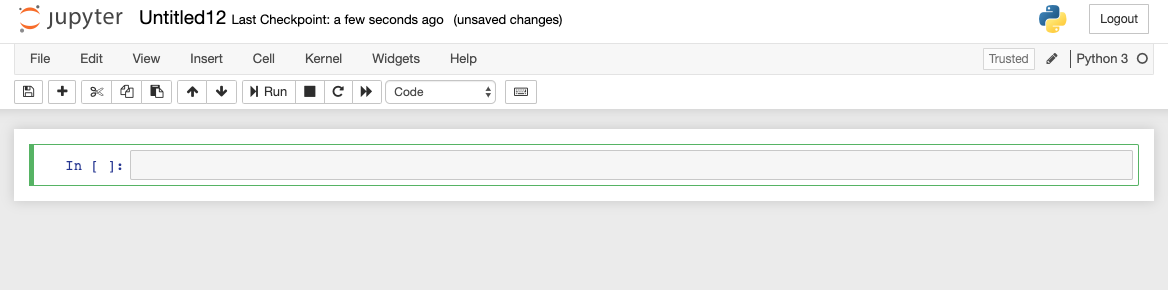 jupyter Untitled12 Last Checkpoint: a few seconds ago (unsaved changes) Logout
File Edit View Insert Cell Kernel Widgets Help Trusted Python 3
Run Code
In [ ]: